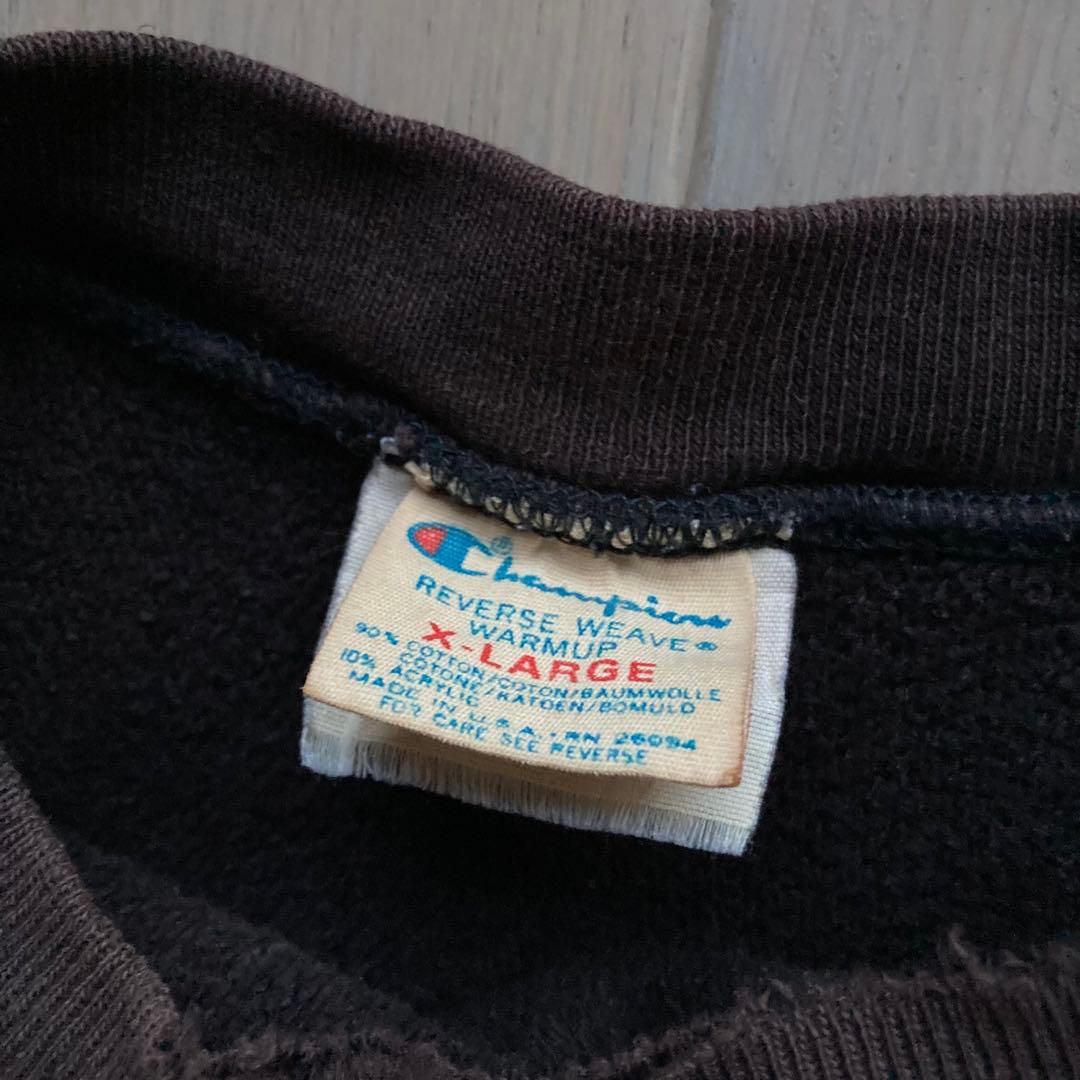 Champion®
REVERSE WEAVE®
WARMUP
X-LARGE
90% COTTON/COTON/BAUMWOLLE
COTONE/KATOEN/BOMULD
10% ACRYLIC
MADE IN U.S.A. · RN 26094
FOR CARE SEE REVERSE